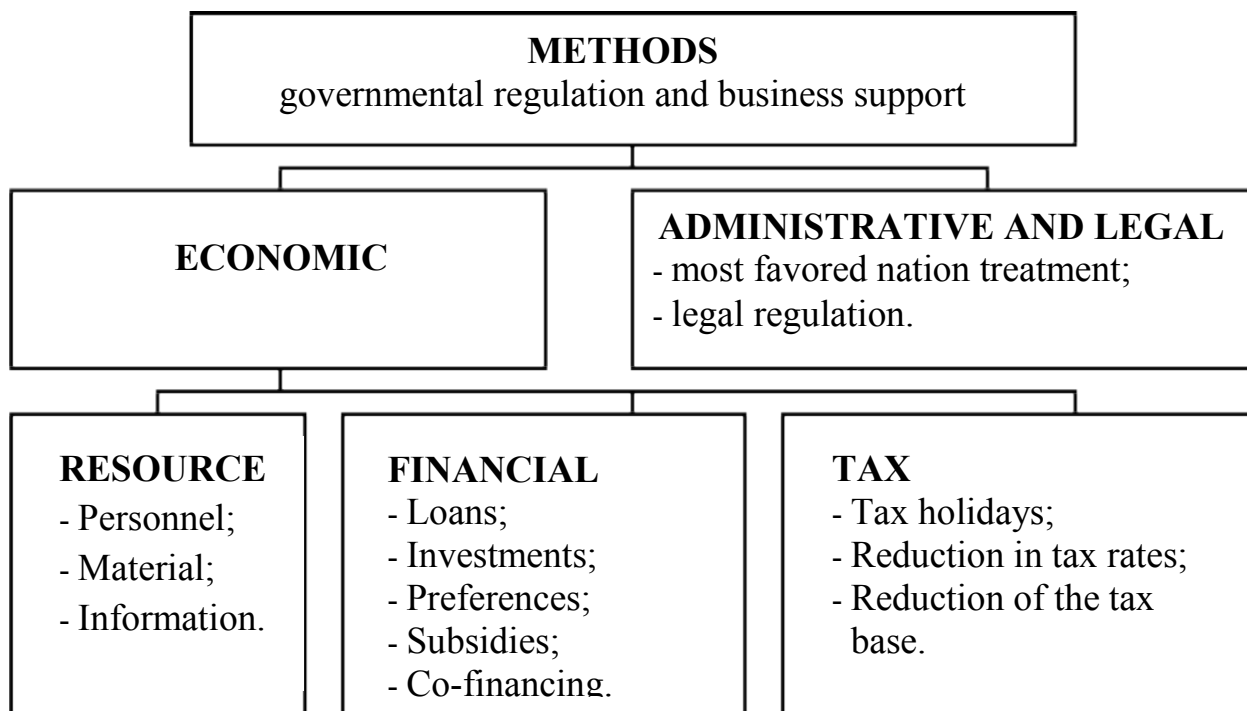 METHODS
governmental regulation and business support
ECONOMIC
ADMINISTRATIVE AND LEGAL
- most favored nation treatment;
- legal regulation.
RESOURCE
- Personnel;
- Material;
- Information.
FINANCIAL
- Loans;
- Investments;
- Preferences;
- Subsidies;
- Co-financing.
TAX
- Tax holidays;
- Reduction in tax rates;
- Reduction of the tax
base.